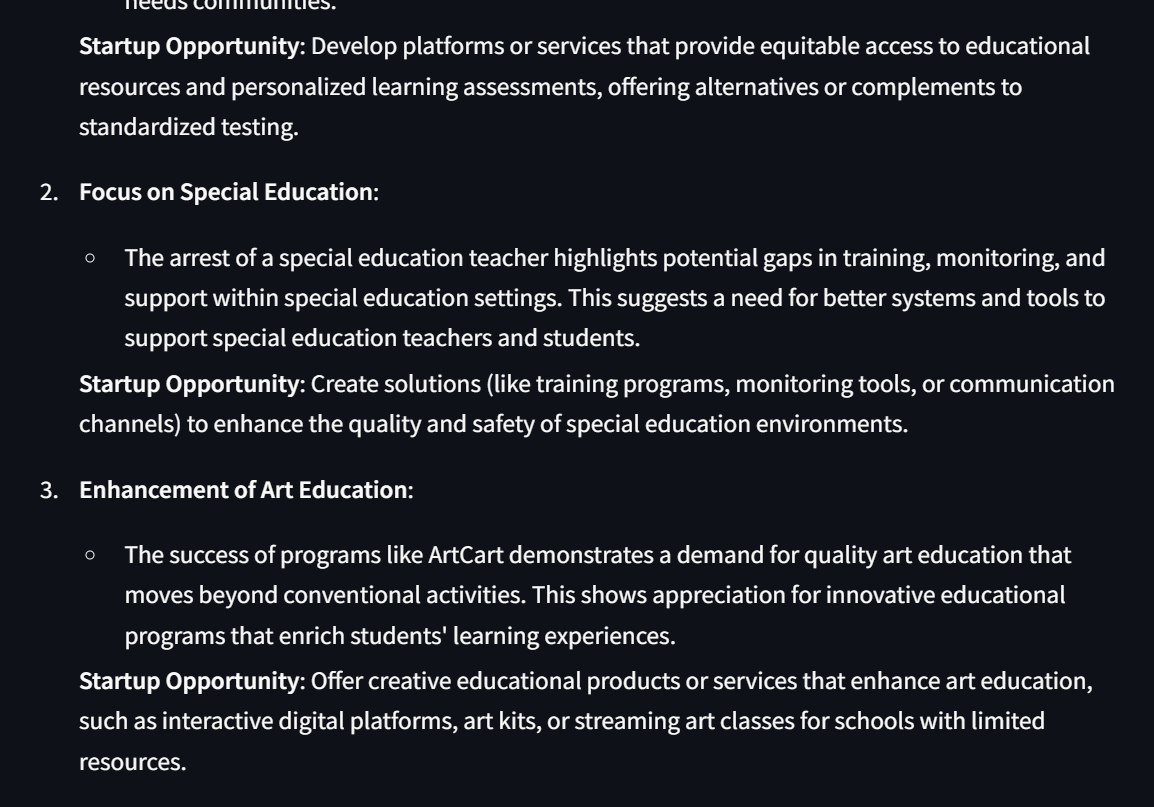 needs communities.
Startup Opportunity: Develop platforms or services that provide equitable access to educational
resources and personalized learning assessments, offering alternatives or complements to
standardized testing.
2. Focus on Special Education:
○ The arrest of a special education teacher highlights potential gaps in training, monitoring, and
support within special education settings. This suggests a need for better systems and tools to
support special education teachers and students.
Startup Opportunity: Create solutions (like training programs, monitoring tools, or communication
channels) to enhance the quality and safety of special education environments.
3. Enhancement of Art Education:
○ The success of programs like ArtCart demonstrates a demand for quality art education that
moves beyond conventional activities. This shows appreciation for innovative educational
programs that enrich students' learning experiences.
Startup Opportunity: Offer creative educational products or services that enhance art education,
such as interactive digital platforms, art kits, or streaming art classes for schools with limited
resources.